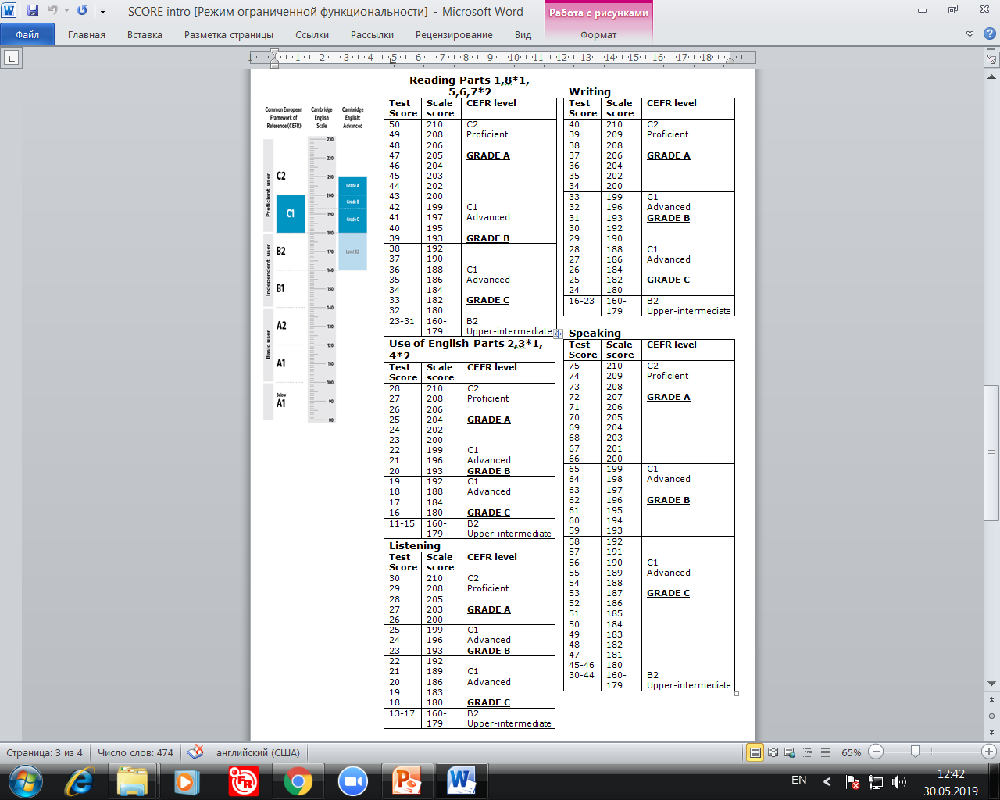 SCORE intro [Режим ограниченной функциональности] - Microsoft Word
Работа с рисунками
Файл Главная Вставка Разметка страницы Ссылки Рассылки Рецензирование Вид Формат
1 1 2 3 4 5 6 7 8 9 10 11 12 13 14 15 16 17 18
Common European Framework of Reference (CEFR)
Cambridge English Scale
Cambridge English: Advanced
230
220
210
200
190
180
170
160
150
140
130
120
110
100
90
80
Proficient user
Independent user
Basic user
C2
C1
B2
B1
A2
A1
Below A1
Grade A
Grade B
Grade C
Level B2
Reading Parts 1,8*1,
5,6,7*2
Test Score Scale score CEFR level
50 210 C2
49 208 Proficient
48 206
47 205 GRADE A
46 204
45 203
44 202
43 200
42 199 C1
41 197 Advanced
40 195
39 193 GRADE B
38 192
37 190
36 188 C1
35 186 Advanced
34 184
33 182 GRADE C
32 180
23-31 160-179 B2 Upper-intermediate
Use of English Parts 2,3*1,
4*2
Test Score Scale score CEFR level
28 210 C2
27 208 Proficient
26 206
25 204 GRADE A
24 202
23 200
22 199 C1
21 196 Advanced
20 193 GRADE B
19 192 C1
18 188 Advanced
17 184
16 180 GRADE C
11-15 160-179 B2 Upper-intermediate
Listening
Test Score Scale score CEFR level
30 210 C2
29 208 Proficient
28 205
27 203 GRADE A
26 200
25 199 C1
24 196 Advanced
23 193 GRADE B
22 192
21 189 C1
20 186 Advanced
19 183
18 180 GRADE C
13-17 160-179 B2 Upper-intermediate
Writing
Test Score Scale score CEFR level
40 210 C2
39 209 Proficient
38 208
37 206 GRADE A
36 204
35 202
34 200
33 199 C1
32 196 Advanced
31 193 GRADE B
30 192
29 190
28 188 C1
27 186 Advanced
26 184
25 182 GRADE C
24 180
16-23 160-179 B2 Upper-intermediate
Speaking
Test Score Scale score CEFR level
75 210 C2
74 209 Proficient
73 208
72 207 GRADE A
71 206
70 205
69 204
68 203
67 201
66 200
65 199 C1
64 198 Advanced
63 197
62 196 GRADE B
61 195
60 194
59 193
58 192
57 191
56 190 C1
55 189 Advanced
54 188
53 187 GRADE C
52 186
51 185
50 184
49 183
48 182
47 181
45-46 180
30-44 160-179 B2 Upper-intermediate
Страница: 3 из 4 Число слов: 474 английский (США) 65%
EN 12:42
30.05.2019